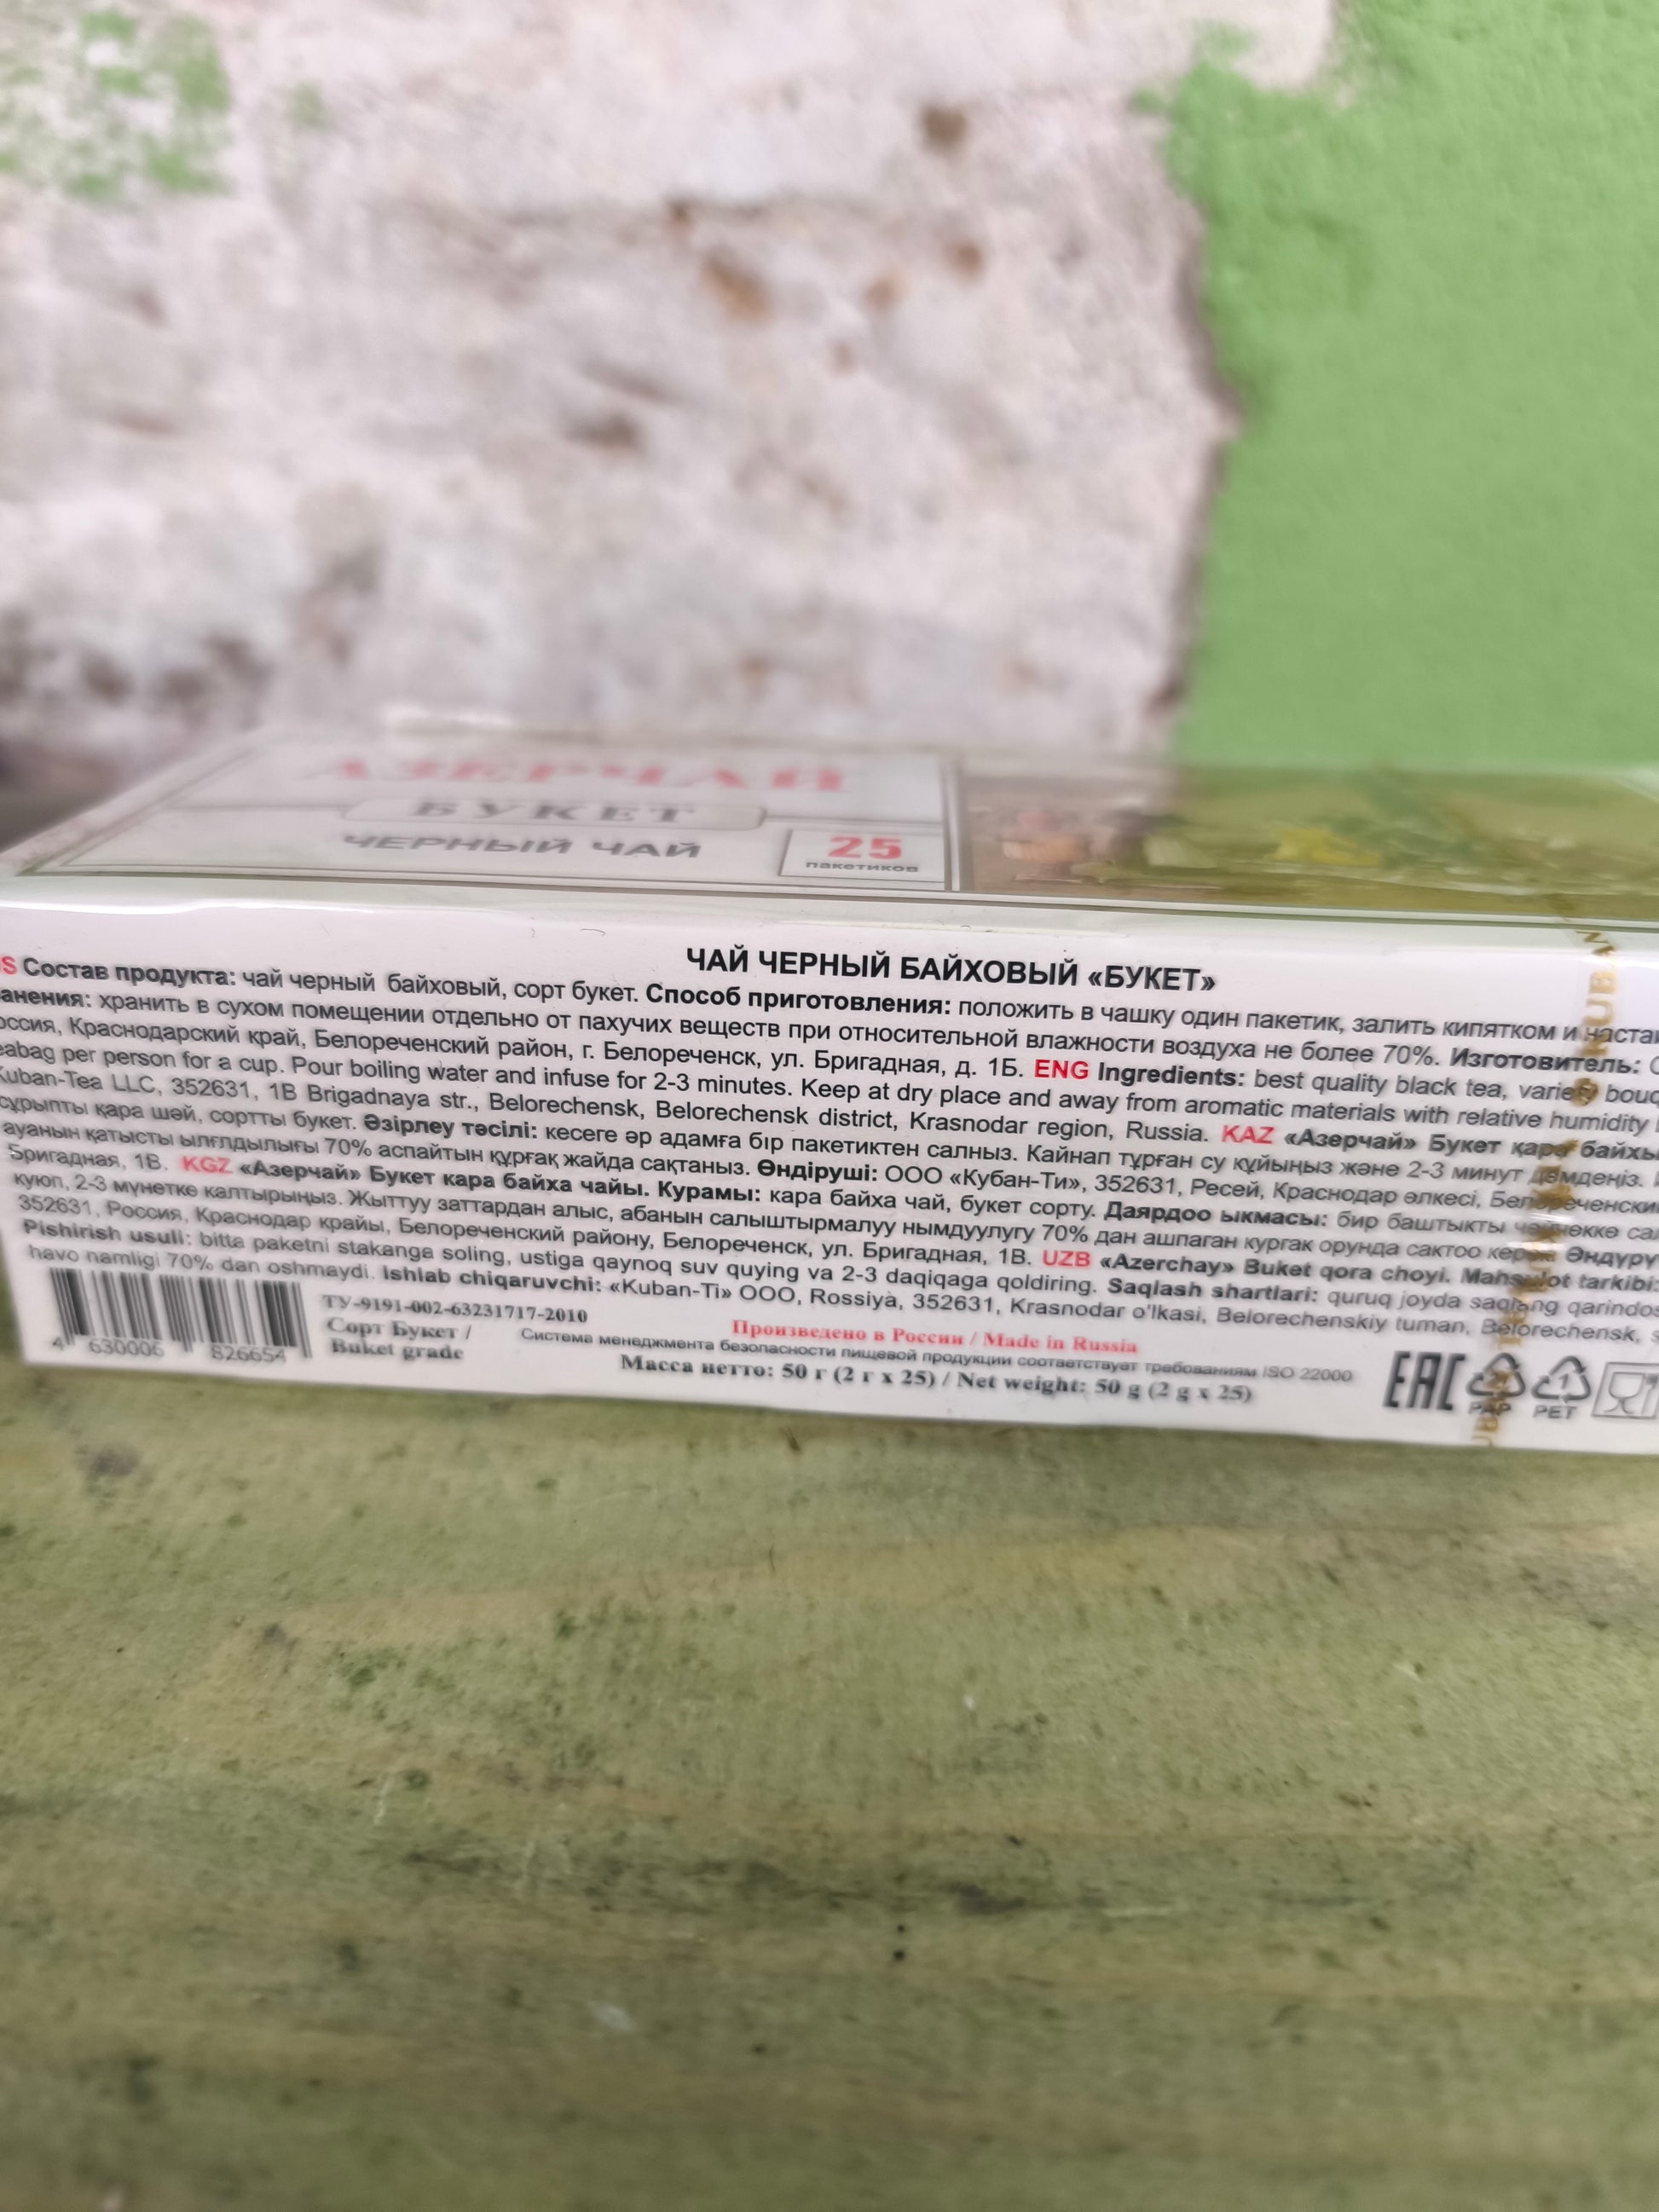 АЗЕРЧАЙ
БУКЕТ
ЧЕРНЫЙ ЧАЙ
25
пакетиков
ЧАЙ ЧЕРНЫЙ БАЙХОВЫЙ «БУКЕТ»
Состав продукта: чай черный байховый, сорт букет. Способ приготовления: положить в чашку один пакетик, залить кипятком и
хранить в сухом помещении отдельно от пахучих веществ при относительной влажности воздуха не более 70%. Изготовитель:
Краснодарский край, Белореченский район, г. Белореченск, ул. Бригадная, д. 1Б. ENG Ingredients: best quality black tea, variety
per person for a cup. Pour boiling water and infuse for 2-3 minutes. Keep at dry place and away from aromatic materials with relative humidity
Kuban-Tea LLC, 352631, 1B Brigadnaya str., Belorechensk, Belorechensk district, Krasnodar region, Russia. KAZ «Азерчай» Букет қара
сұрыпты қара шәй, сортты букет. Әзірлеу тәсілі: кесеге әр адамға бір пакетиктен салныз. Кайнап тұрған су құйыңыз және 2-3 минут дәмдеңіз.
ауанын қатысты ылғлдылығы 70% аспайтын құрғақ жайда сақтаныз. Өндіруші: ООО «Кубан-Ти», 352631, Ресей, Краснодар өлкесі,
Бригадная, 1В. KGZ «Азерчай» Букет кара байха чайы. Курамы: кара байха чай, букет сорту. Даярдоо ыкмасы: бир баштыкты
куюп, 2-3 мүнетке калтырыңыз. Жыттуу заттардан алыс, абанын салыштырмалуу нымдуулугу 70% дан ашпаган кургак орунда сактоо керек.
352631, Россия, Краснодар крайы, Белореченский району, Белореченск, ул. Бригадная, 1В. UZB «Azerchay» Buket qora choyi. Mahsulot tarkibi:
Pishirish usuli: bitta paketni stakanga soling, ustiga qaynoq suv quying va 2-3 daqiqaga qoldiring. Saqlash shartlari: quruq joyda saqlang
havo namligi 70% dan oshmaydi. Ishlab chiqaruvchi: «Kuban-Ti» OOO, Rossiya, 352631, Krasnodar o'lkasi, Belorechenskiy tuman, Belorechensk,
4 630006 826654
ТУ-9191-002-63231717-2010
Сорт Букет /
Buket grade
Произведено в России / Made in Russia
Система менеджмента безопасности пищевой продукции соответствует требованиям ISO 22000
Масса нетто: 50 г (2 г х 25) / Net weight: 50 g (2 g x 25)
EAC
PAP
1
PET